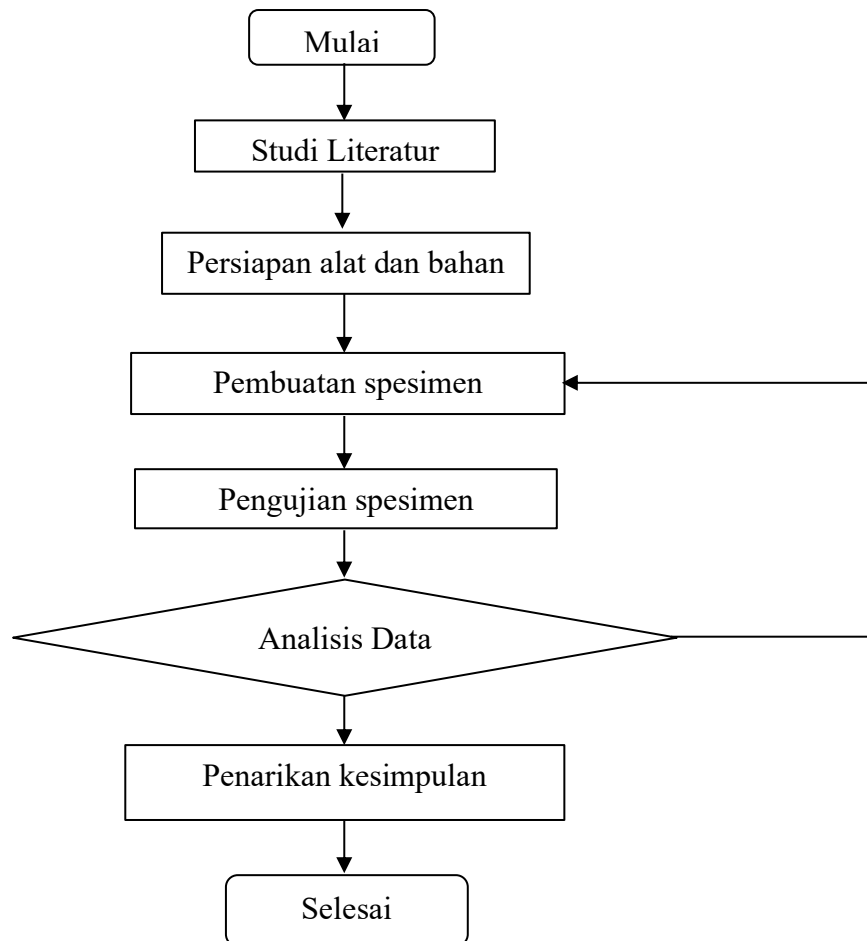 Mulai
Studi Literatur
Persiapan alat dan bahan
Pembuatan spesimen
Pengujian spesimen
Analisis Data
Penarikan kesimpulan
Selesai